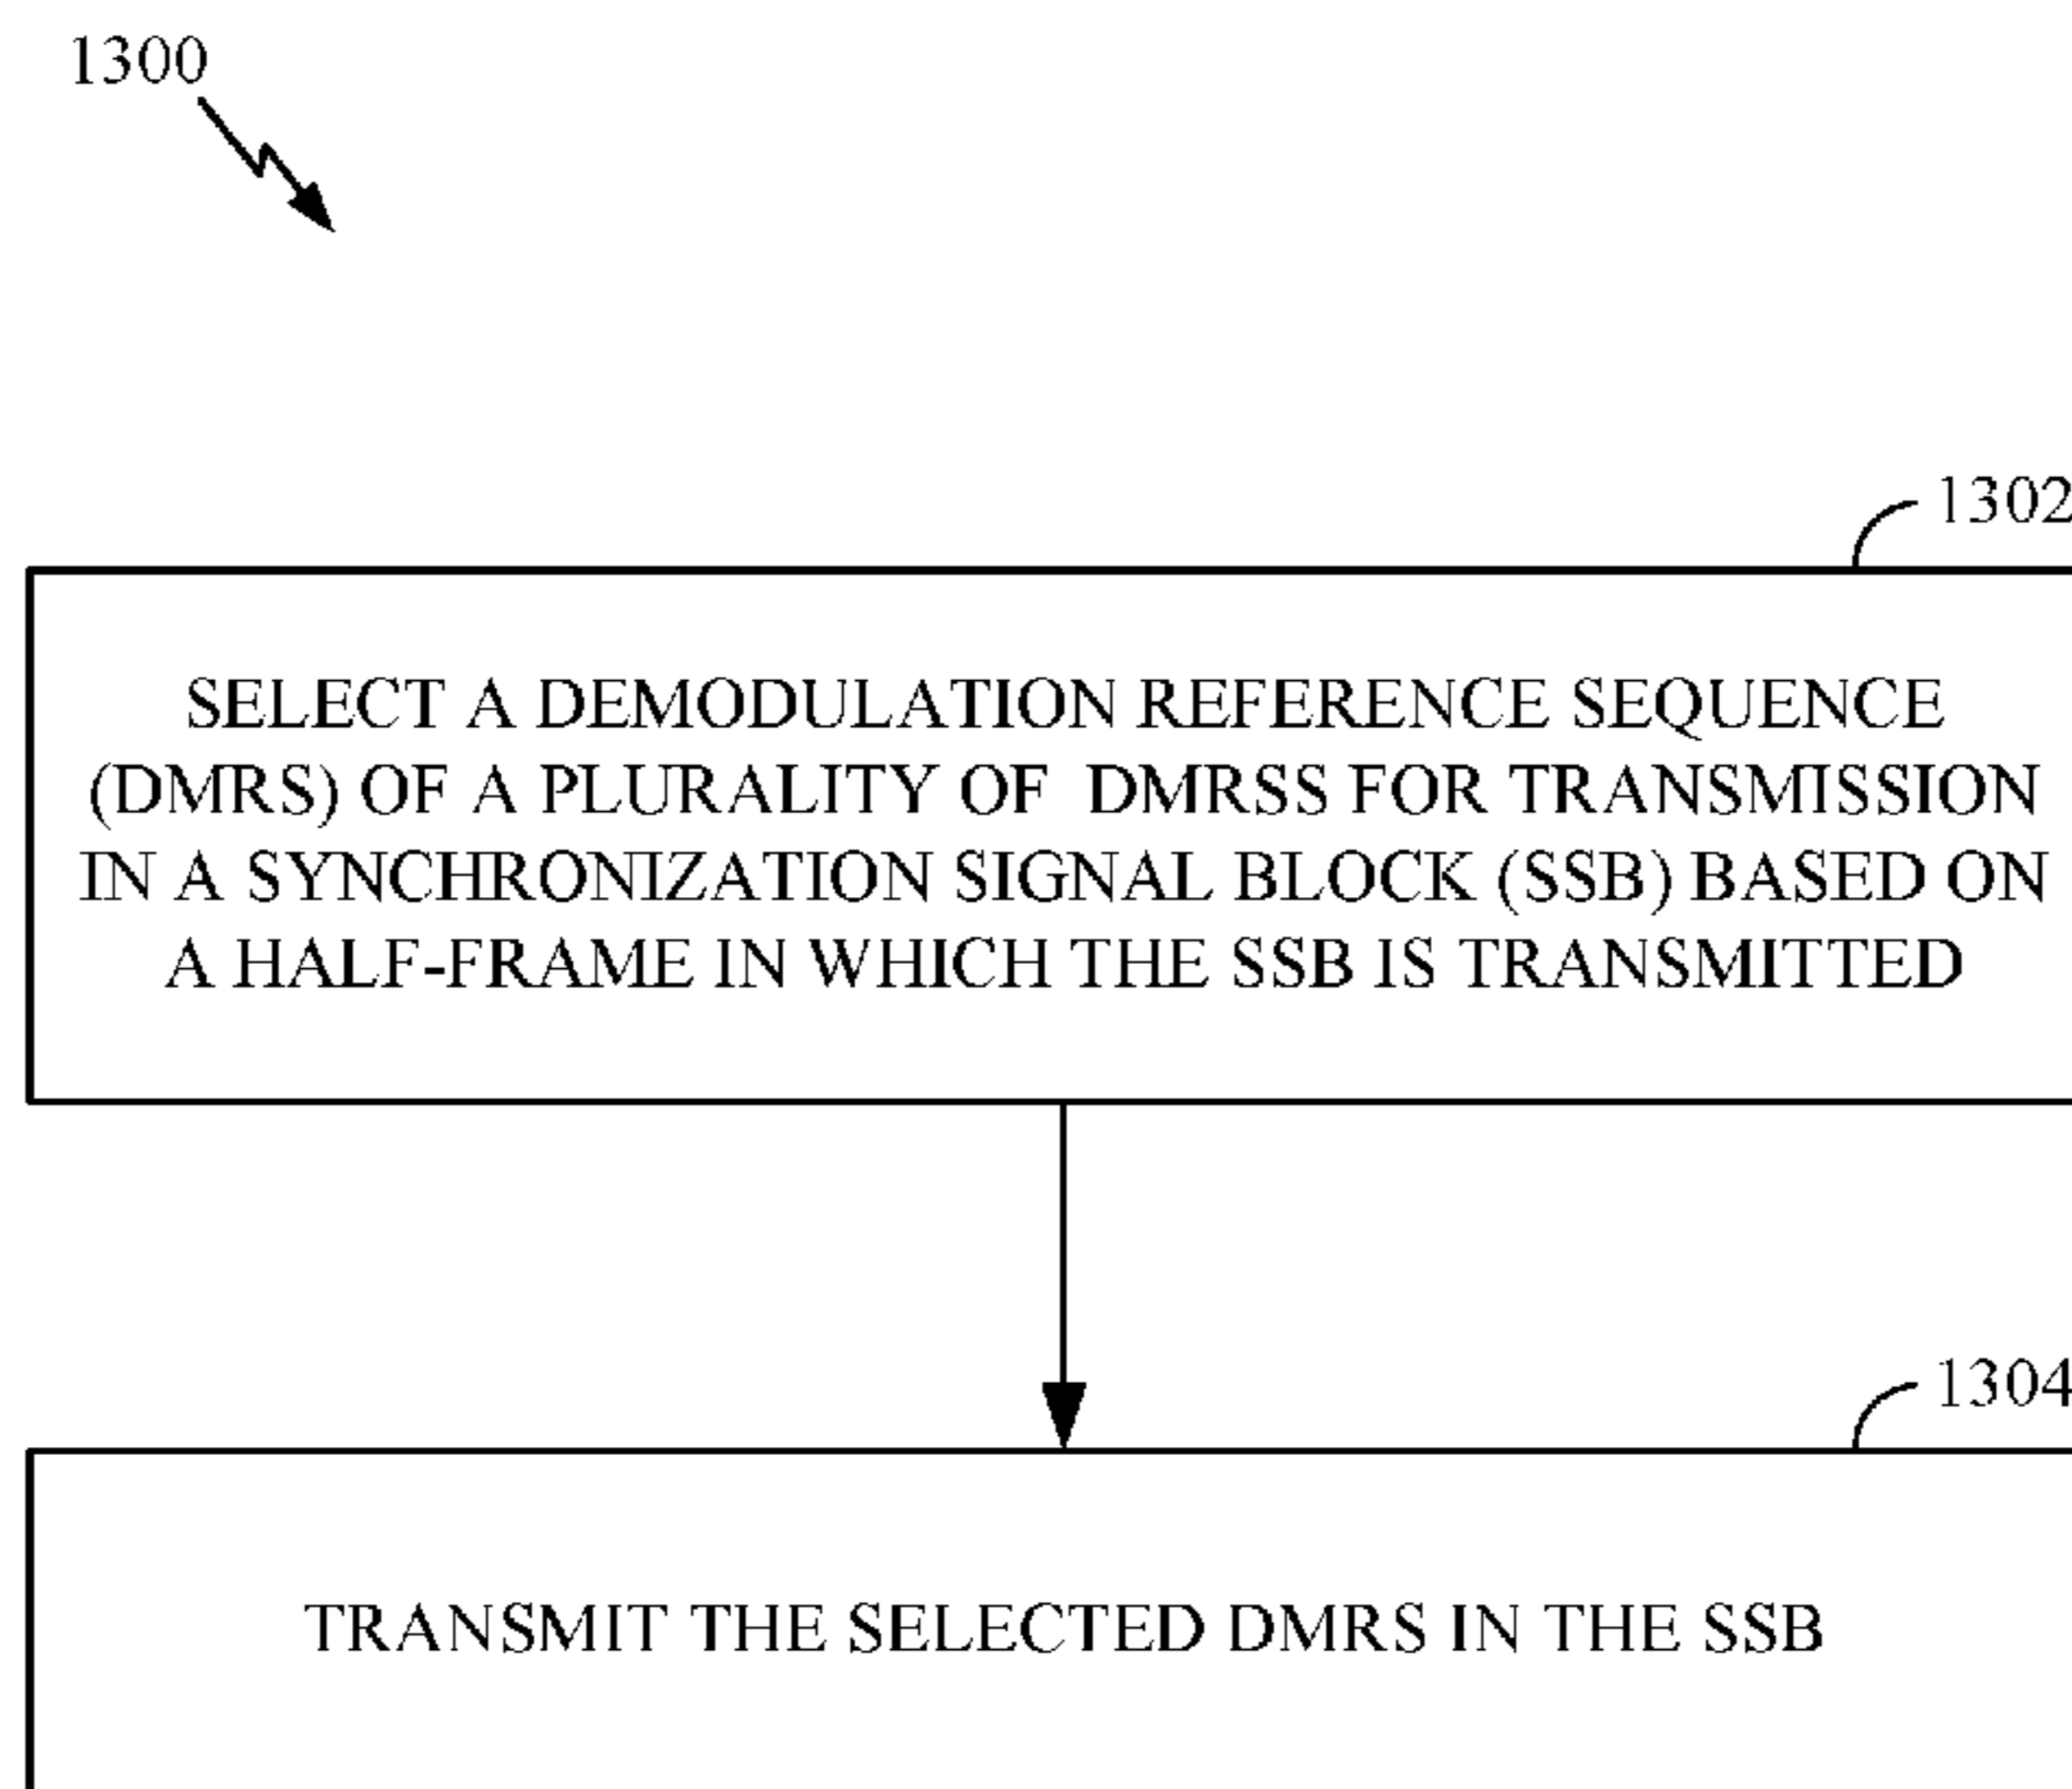 1300
1302
SELECT A DEMODULATION REFERENCE SEQUENCE
(DMRS) OF A PLURALITY OF DMRSS FOR TRANSMISSION
IN A SYNCHRONIZATION SIGNAL BLOCK (SSB) BASED ON
A HALF-FRAME IN WHICH THE SSB IS TRANSMITTED
1304
TRANSMIT THE SELECTED DMRS IN THE SSB